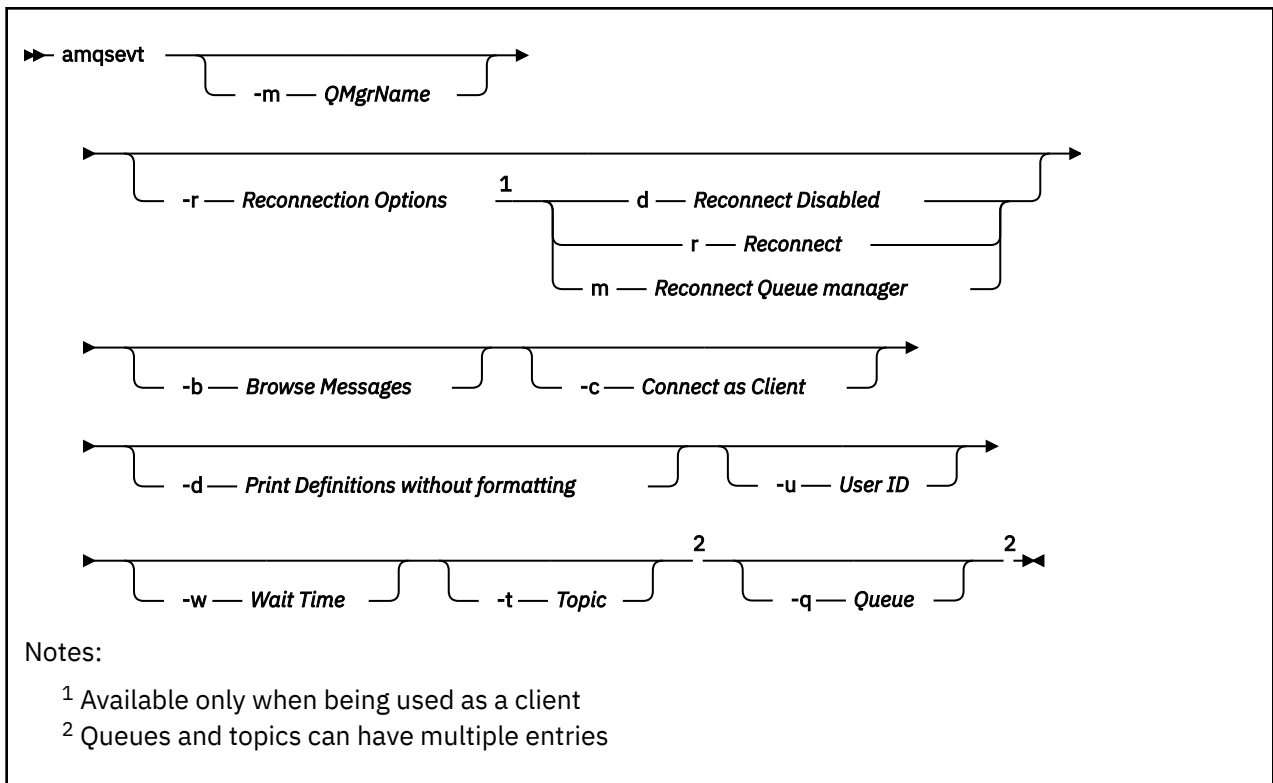 amqsevt
-m QMgrName
-r Reconnection Options 1 d Reconnect Disabled
r Reconnect
m Reconnect Queue manager
-b Browse Messages -c Connect as Client
-d Print Definitions without formatting -u User ID
2 2
-w Wait Time -t Topic -q Queue
Notes:
1 Available only when being used as a client
2 Queues and topics can have multiple entries